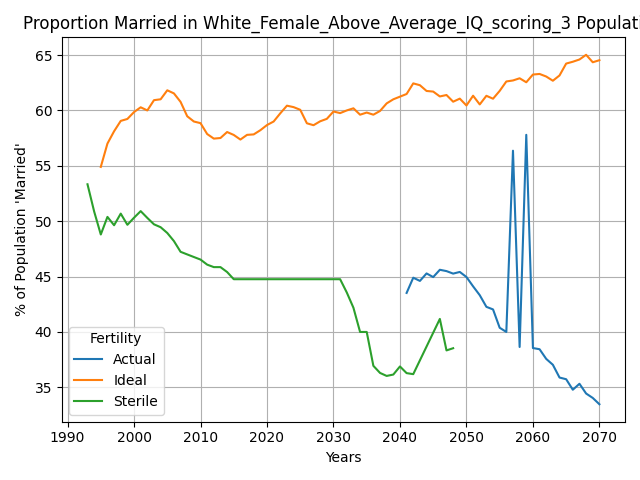 Proportion Married in White_Female_Above_Average_IQ_scoring_3 Populati
% of Population 'Married'
65
60
55
50
45
40
35
Fertility
Actual
Ideal
Sterile
1990 2000 2010 2020 2030 2040 2050 2060 2070
Years